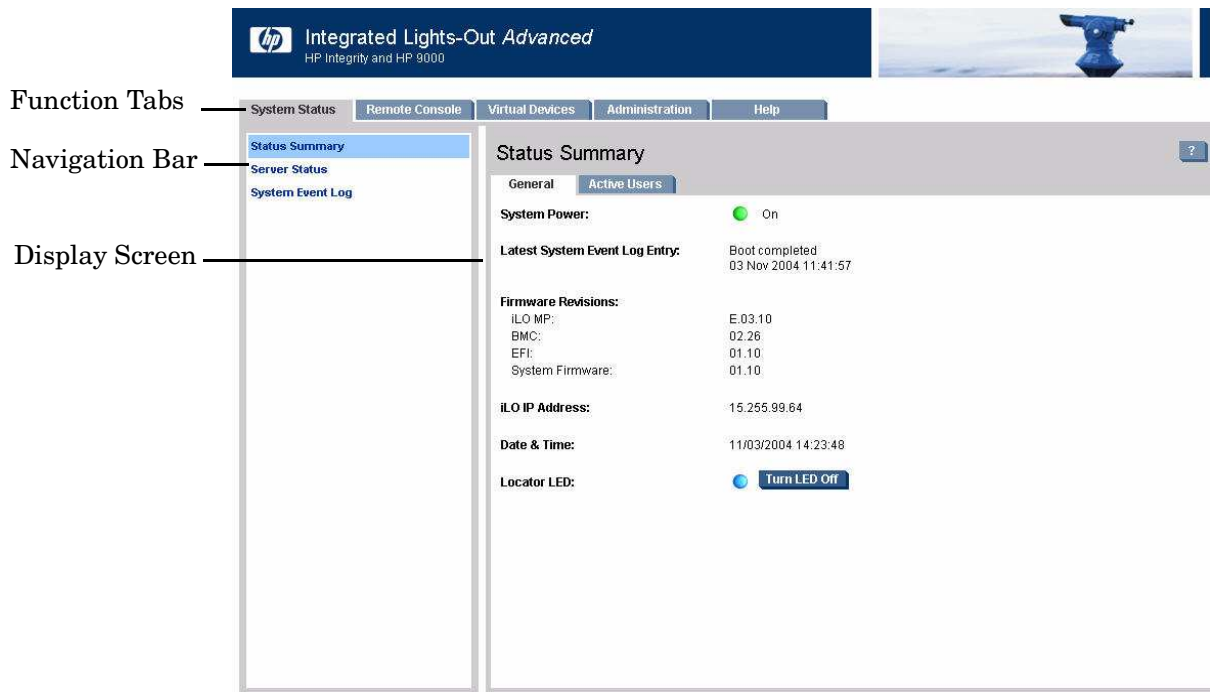 hp
Integrated Lights-Out Advanced
HP Integrity and HP 9000
Function Tabs
System Status
Remote Console
Virtual Devices
Administration
Help
Navigation Bar
Status Summary
Server Status
System Event Log
Display Screen
Status Summary
?
General
Active Users
System Power: On
Latest System Event Log Entry: Boot completed
03 Nov 2004 11:41:57
Firmware Revisions:
iLO MP: E.03.10
BMC: 02.26
EFI: 01.10
System Firmware: 01.10
iLO IP Address: 15.255.99.64
Date & Time: 11/03/2004 14:23:48
Locator LED: Turn LED Off